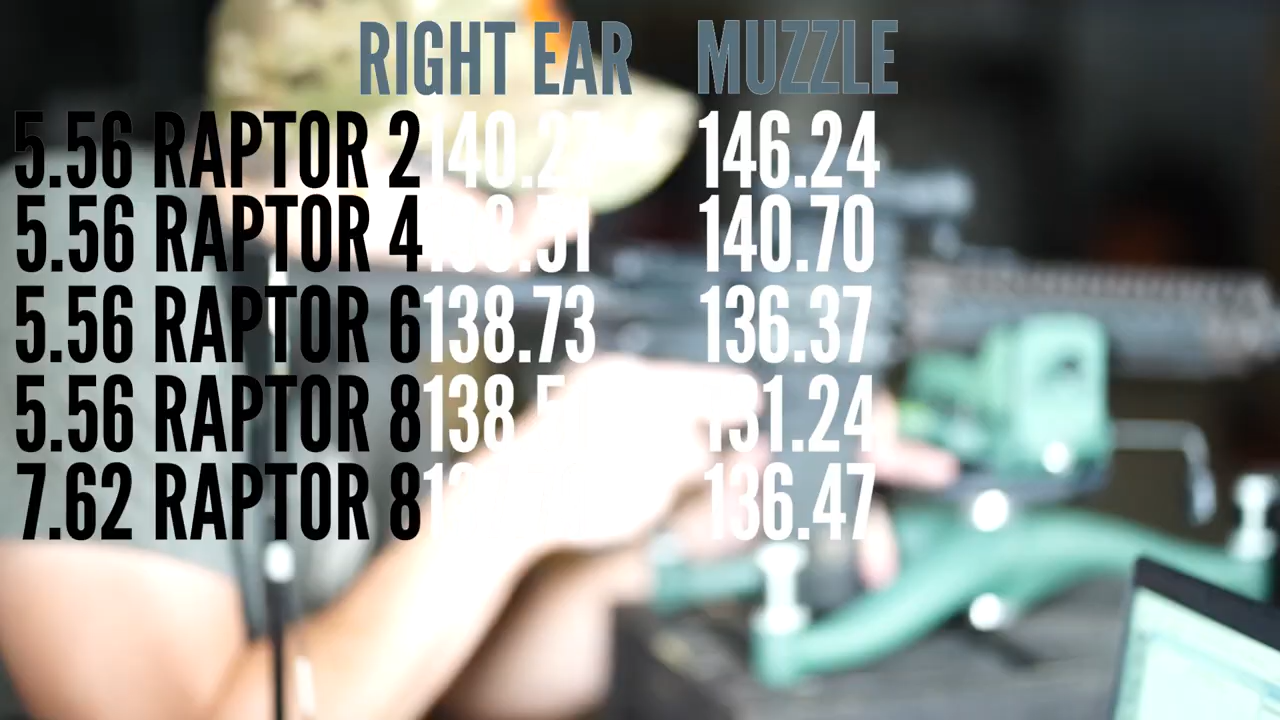 RIGHT EAR MUZZLE
5.56 RAPTOR 2 146.24
5.56 RAPTOR 4 140.70
5.56 RAPTOR 6 138.73 136.37
5.56 RAPTOR 8 131.24
7.62 RAPTOR 8 136.47